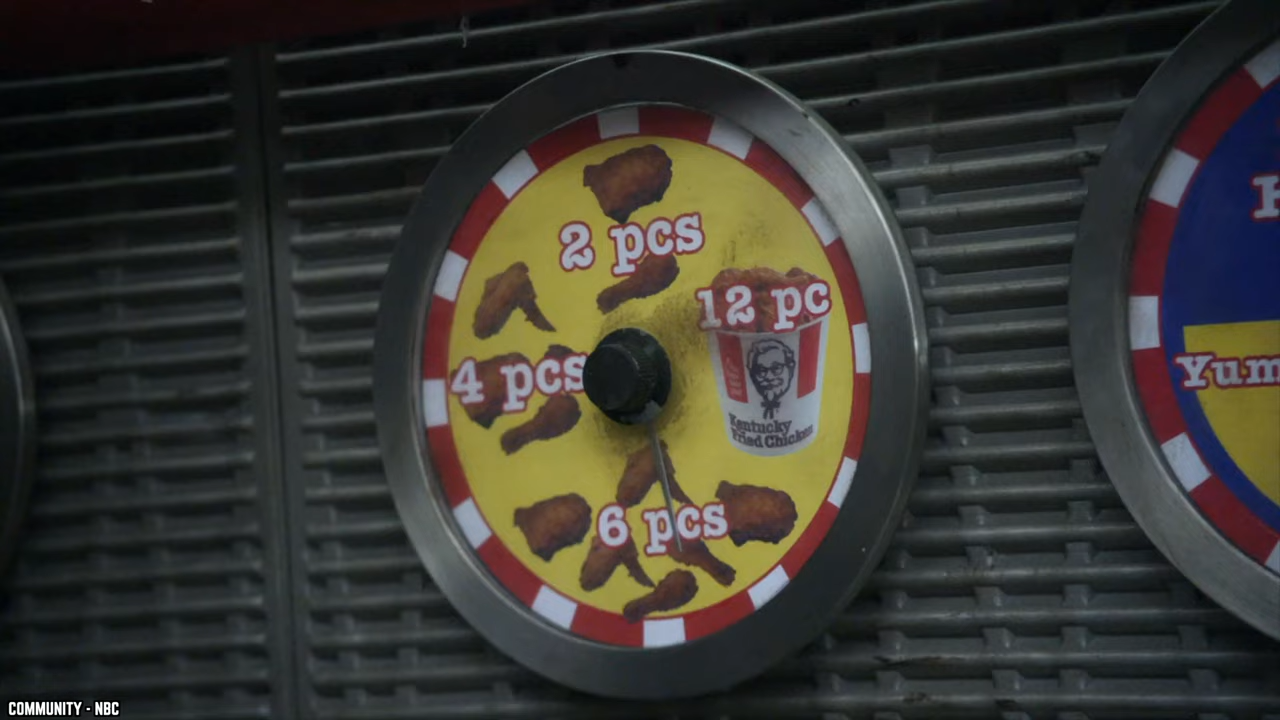 2 pcs
12 pc
4 pcs
Kentucky
Fried Chicken
6 pcs
Yum
COMMUNITY - NBC